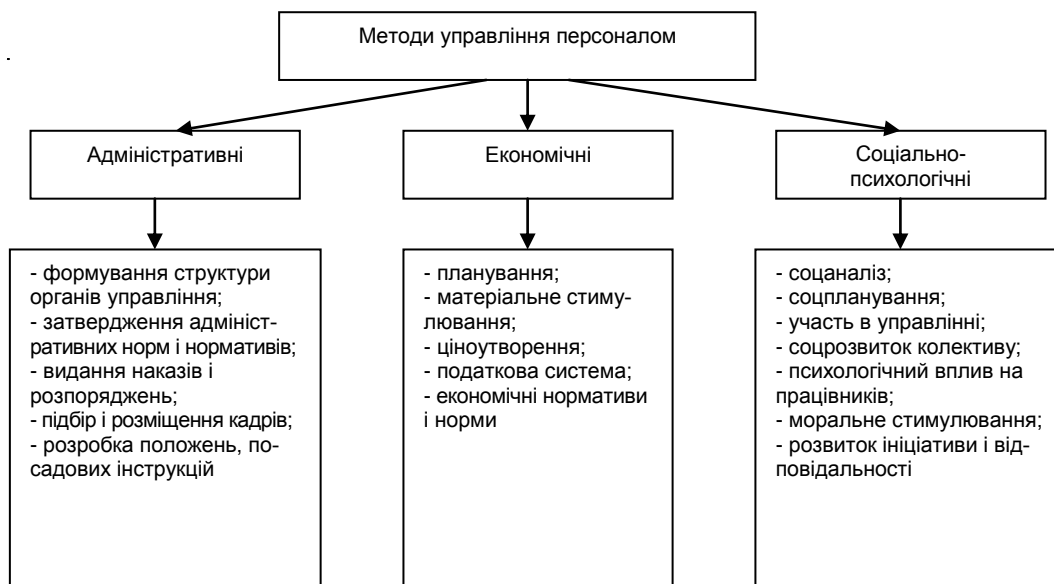 Методи управління персоналом
Адміністративні
Економічні
Соціально-
психологічні
- формування структури
органів управління;
- затвердження адмініст-
ративних норм і нормативів;
- видання наказів і
розпоряджень;
- підбір і розміщення кадрів;
- розробка положень, по-
садових інструкцій
- планування;
- матеріальне стиму-
лювання;
- ціноутворення;
- податкова система;
- економічні нормативи
і норми
- соцаналіз;
- соцпланування;
- участь в управлінні;
- соцрозвиток колективу;
- психологічний вплив на
працівників;
- моральне стимулювання;
- розвиток ініціативи і від-
повідальності